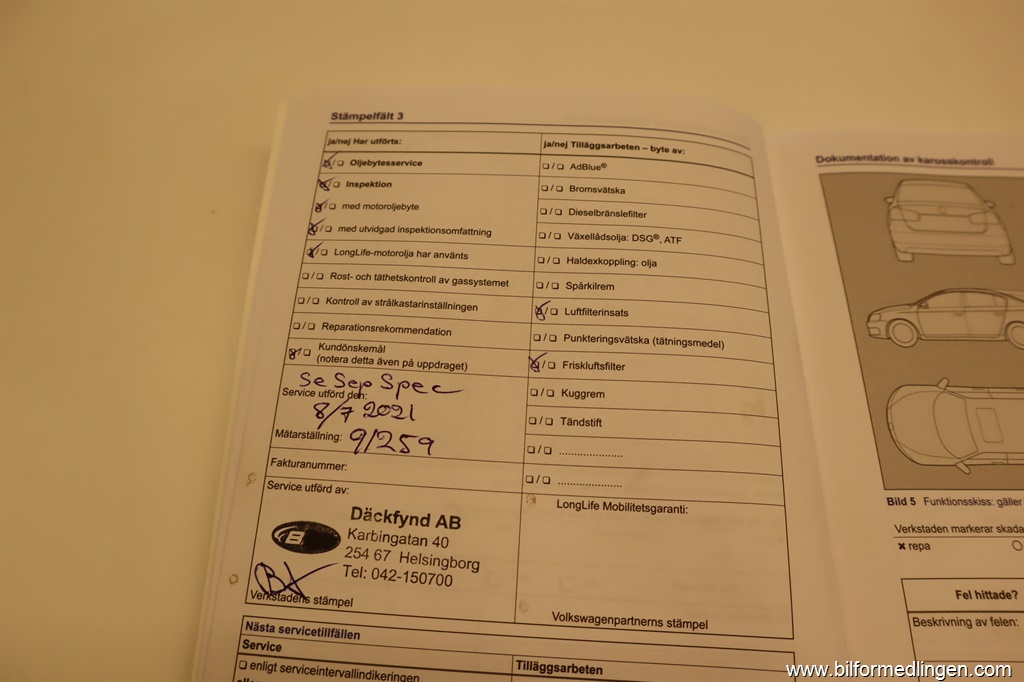 Stämpelfält 3
ja/nej Har utförts:
Oljebytesservice
Inspektion
med motoroljebyte
med utvidgad inspektionsomfattning
LongLife-motorolja har använts
Rost- och täthetskontroll av gassystemet
Kontroll av strålkastarinställningen
Reparationsrekommendation
Kundönskemål
(notera detta även på uppdraget)
Se Sep Spec
Service utförd den:
8/7 2021
Mätarställning: 91259
Fakturanummer:
Service utförd av:
Däckfynd AB
Karbingatan 40
254 67 Helsingborg
Tel: 042-150700
Verkstadens stämpel
ja/nej Tilläggsarbeten – byte av:
AdBlue®
Bromsvätska
Dieselbränslefilter
Växellådsolja: DSG®, ATF
Haldexkoppling: olja
Spårkilrem
Luftfilterinsats
Punkteringsvätska (tätningsmedel)
Friskluftsfilter
Kuggrem
Tändstift
.....................
.....................
LongLife Mobilitetsgaranti:
Volkswagenpartnerns stämpel
Nästa servicetillfällen
Service
Tilläggsarbeten
enligt serviceintervallindikeringen
Dokumentation av karosskontroll
Bild 5 Funktionsskiss: gäller
Verkstaden markerar skada
× repa
Fel hittade?
Beskrivning av felen:
www.bilformedlingen.com